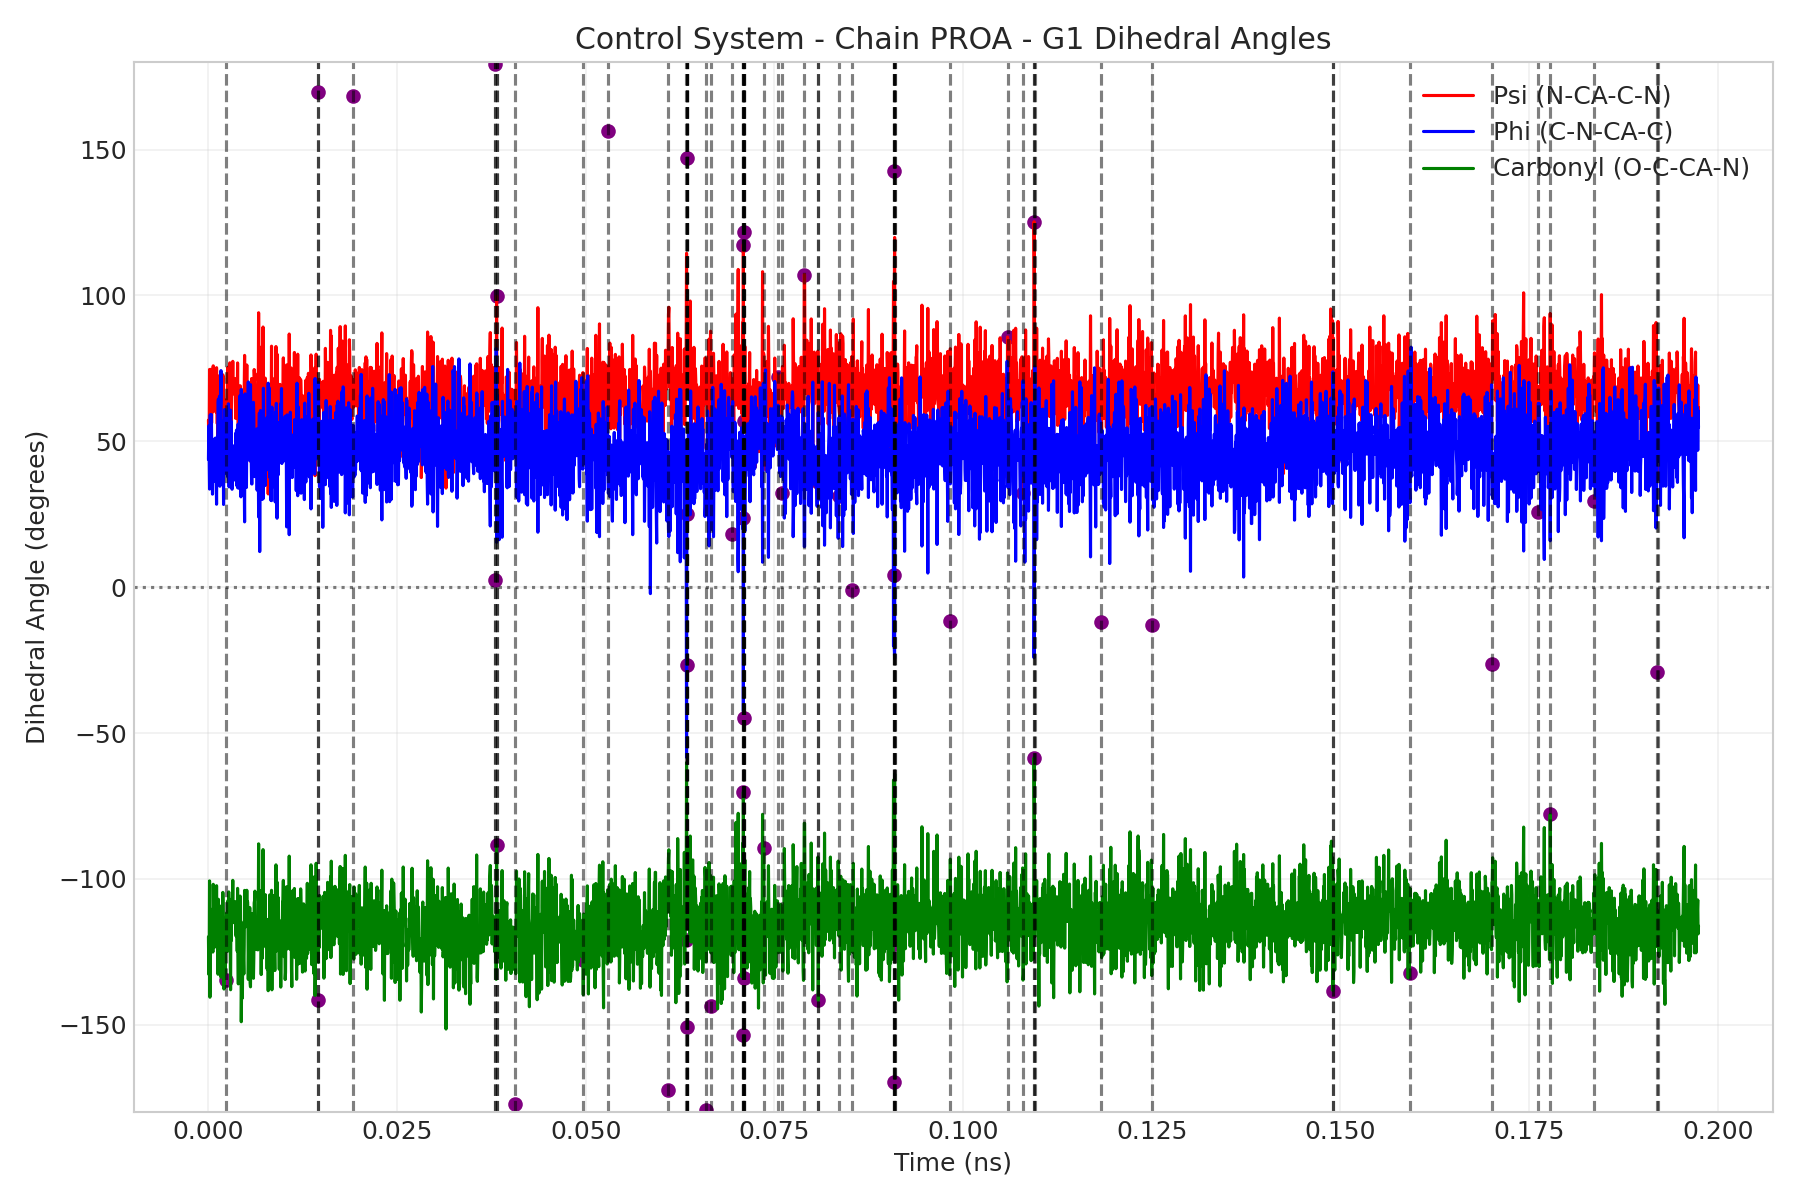 Control System - Chain PROA - G1 Dihedral Angles
Psi (N-CA-C-N)
Phi (C-N-CA-C)
Carbonyl (O-C-CA-N)
Dihedral Angle (degrees)
150
100
50
0
−50
−100
−150
0.000 0.025 0.050 0.075 0.100 0.125 0.150 0.175 0.200
Time (ns)